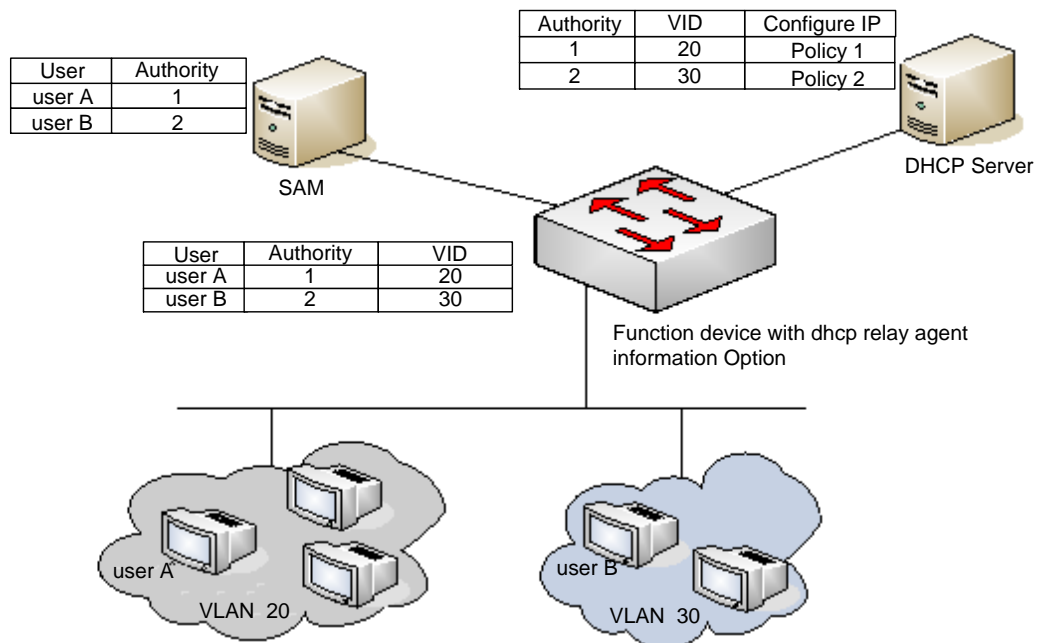 Authority VID Configure IP
1 20 Policy 1
2 30 Policy 2
User Authority
user A 1
user B 2
SAM
DHCP Server
User Authority VID
user A 1 20
user B 2 30
Function device with dhcp relay agent
information Option
user A
VLAN 20
user B
VLAN 30